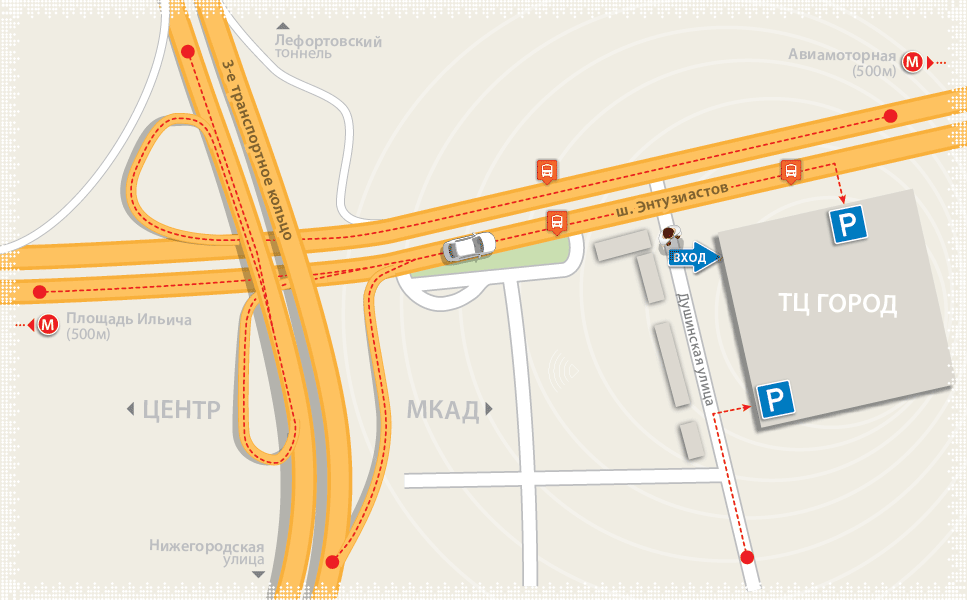 Лефортовский
тоннель
Авиамоторная
(500м)
М
3-е транспортное кольцо
ш. Энтузиастов
P
ВХОД
ТЦ ГОРОД
М
Площадь Ильича
(500м)
Душинская улица
ЦЕНТР
МКАД
P
Нижегородская
улица